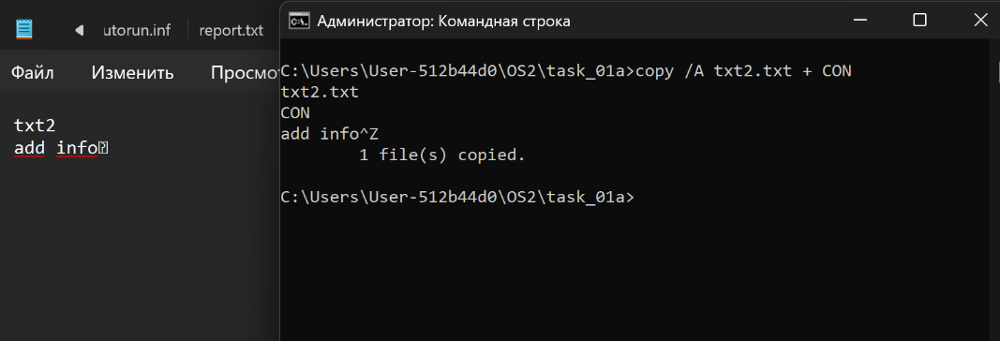 utorun.inf
report.txt
Файл
Изменить
Просмо
txt2
add info
Администратор: Командная строка
C:\Users\User-512b44d0\OS2\task_01a>copy /A txt2.txt + CON
txt2.txt
CON
add info^Z
        1 file(s) copied.
C:\Users\User-512b44d0\OS2\task_01a>